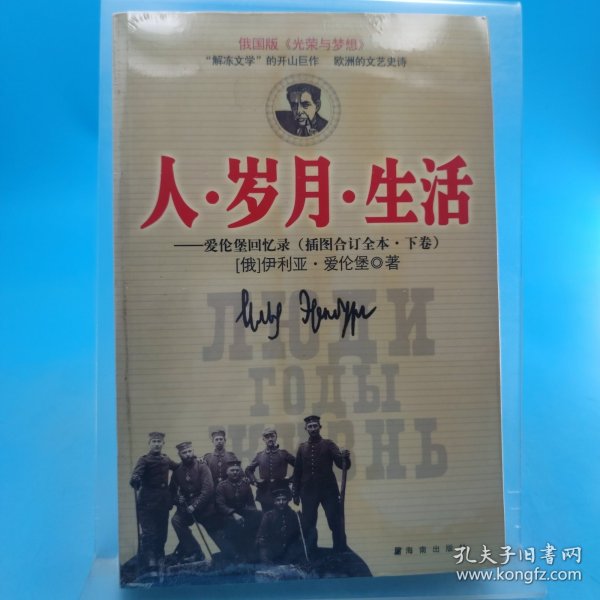 俄国版《光荣与梦想》
“解冻文学”的开山巨作 欧洲的文艺史诗
人·岁月·生活
——爱伦堡回忆录（插图合订全本·下卷）
[俄]伊利亚·爱伦堡◎著
ЛЮДИ
ГОДЫ
ЖИЗНЬ
海南出版
孔夫子旧书网
www.kongfz.com